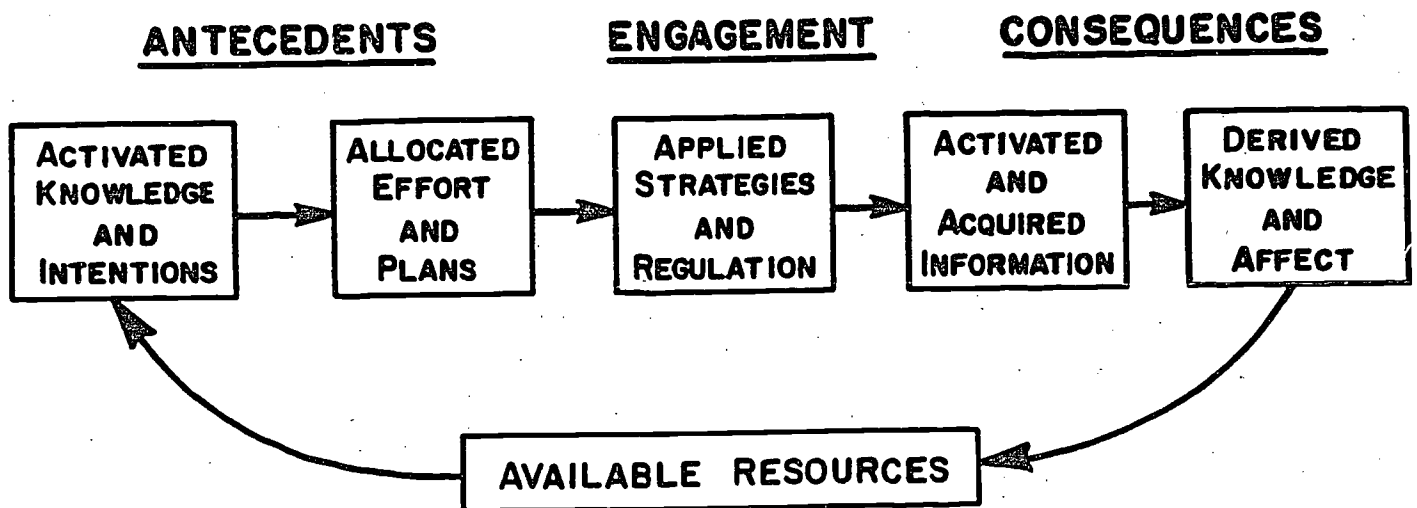 ANTECEDENTS
ENGAGEMENT
CONSEQUENCES
ACTIVATED
KNOWLEDGE
AND
INTENTIONS
ALLOCATED
EFFORT
AND
PLANS
APPLIED
STRATEGIES
AND
REGULATION
ACTIVATED
AND
ACQUIRED
INFORMATION
DERIVED
KNOWLEDGE
AND
AFFECT
AVAILABLE RESOURCES